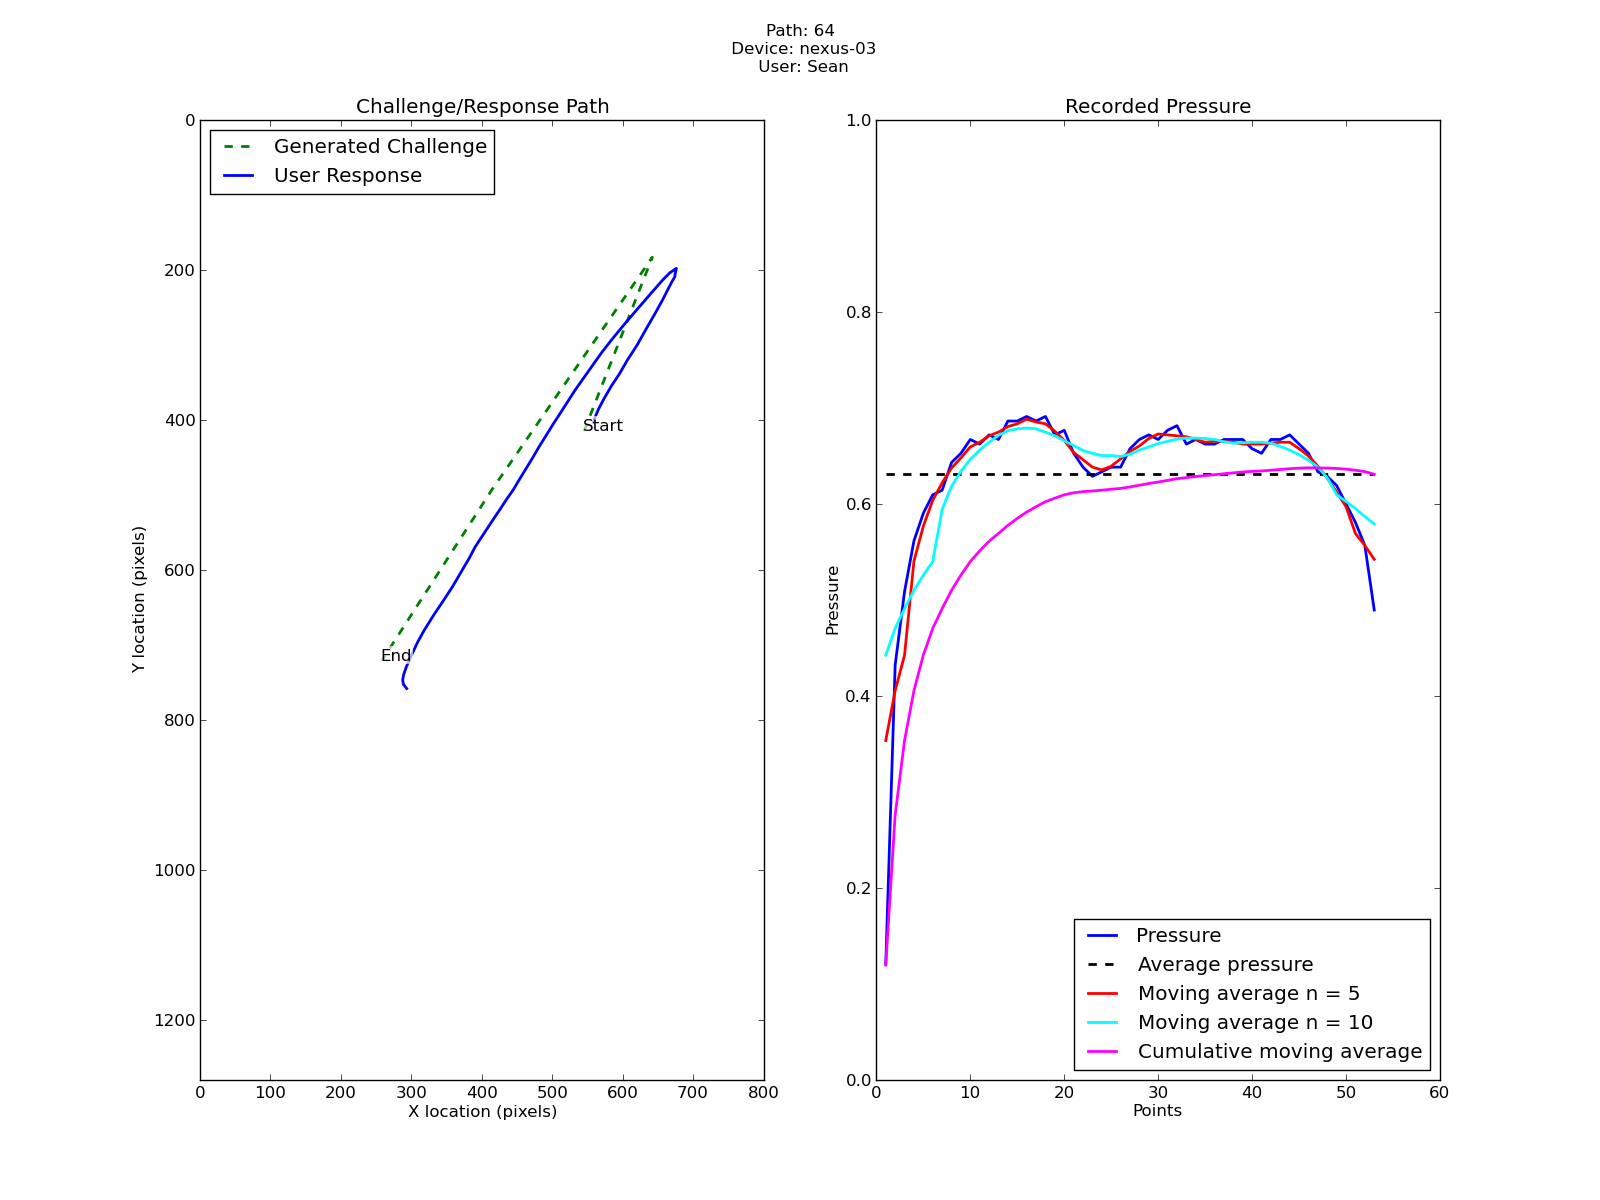 Path: 64
Device: nexus-03
User: Sean
Challenge/Response Path
Generated Challenge
User Response
Start
End
0
200
400
600
800
1000
1200
Y location (pixels)
0 100 200 300 400 500 600 700 800
X location (pixels)
Recorded Pressure
1.0
0.8
0.6
0.4
0.2
0.0
Pressure
Pressure
Average pressure
Moving average n = 5
Moving average n = 10
Cumulative moving average
0 10 20 30 40 50 60
Points